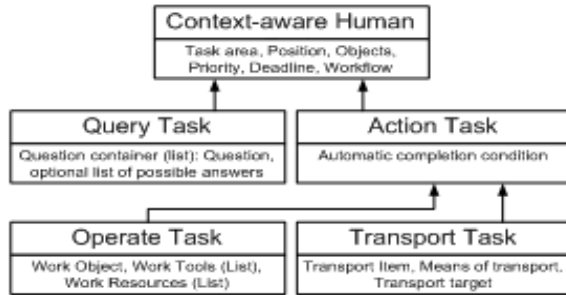 Context-aware Human
Task area, Position, Objects,
Priority, Deadline, Workflow
Query Task
Question container (list): Question,
optional list of possible answers
Action Task
Automatic completion condition
Operate Task
Work Object, Work Tools (List),
Work Resources (List)
Transport Task
Transport Item, Means of transport,
Transport target